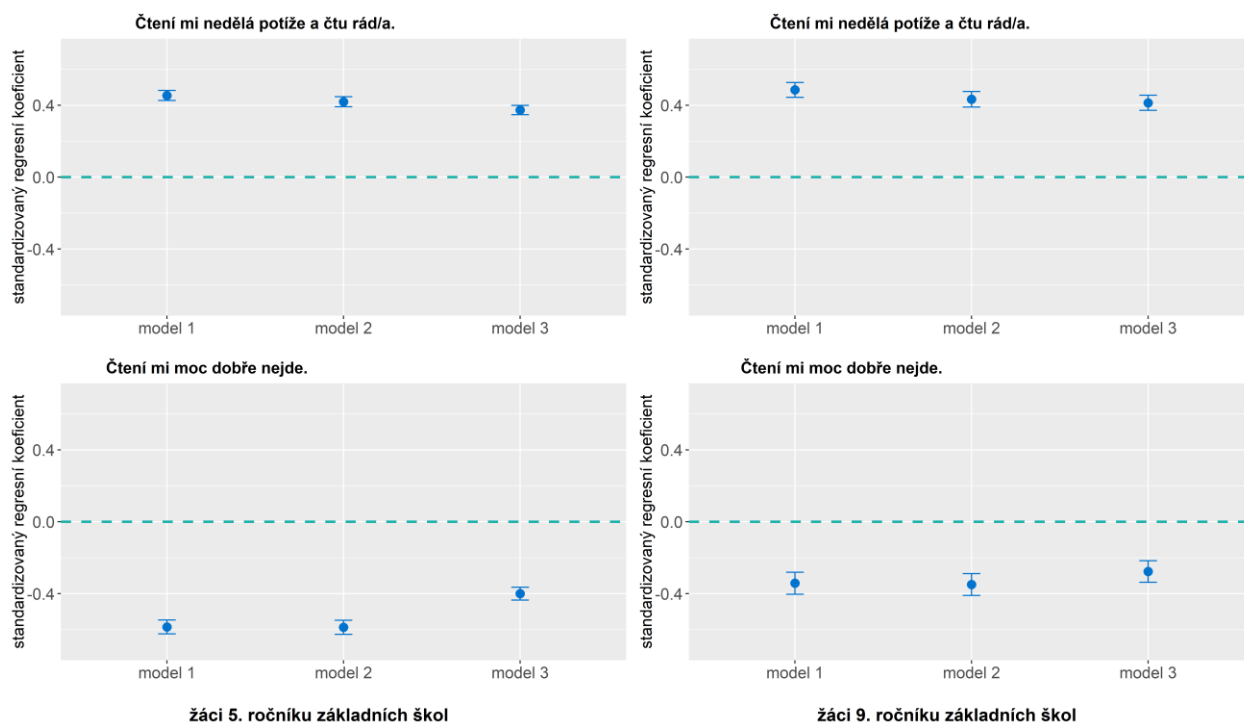 Čtení mi nedělá potíže a čtu rád/a.
standardizovaný regresní koeficient
0.4
0.0
-0.4
model 1 model 2 model 3
Čtení mi nedělá potíže a čtu rád/a.
standardizovaný regresní koeficient
0.4
0.0
-0.4
model 1 model 2 model 3
Čtení mi moc dobře nejde.
standardizovaný regresní koeficient
0.4
0.0
-0.4
model 1 model 2 model 3
Čtení mi moc dobře nejde.
standardizovaný regresní koeficient
0.4
0.0
-0.4
model 1 model 2 model 3
žáci 5. ročníku základních škol
žáci 9. ročníku základních škol